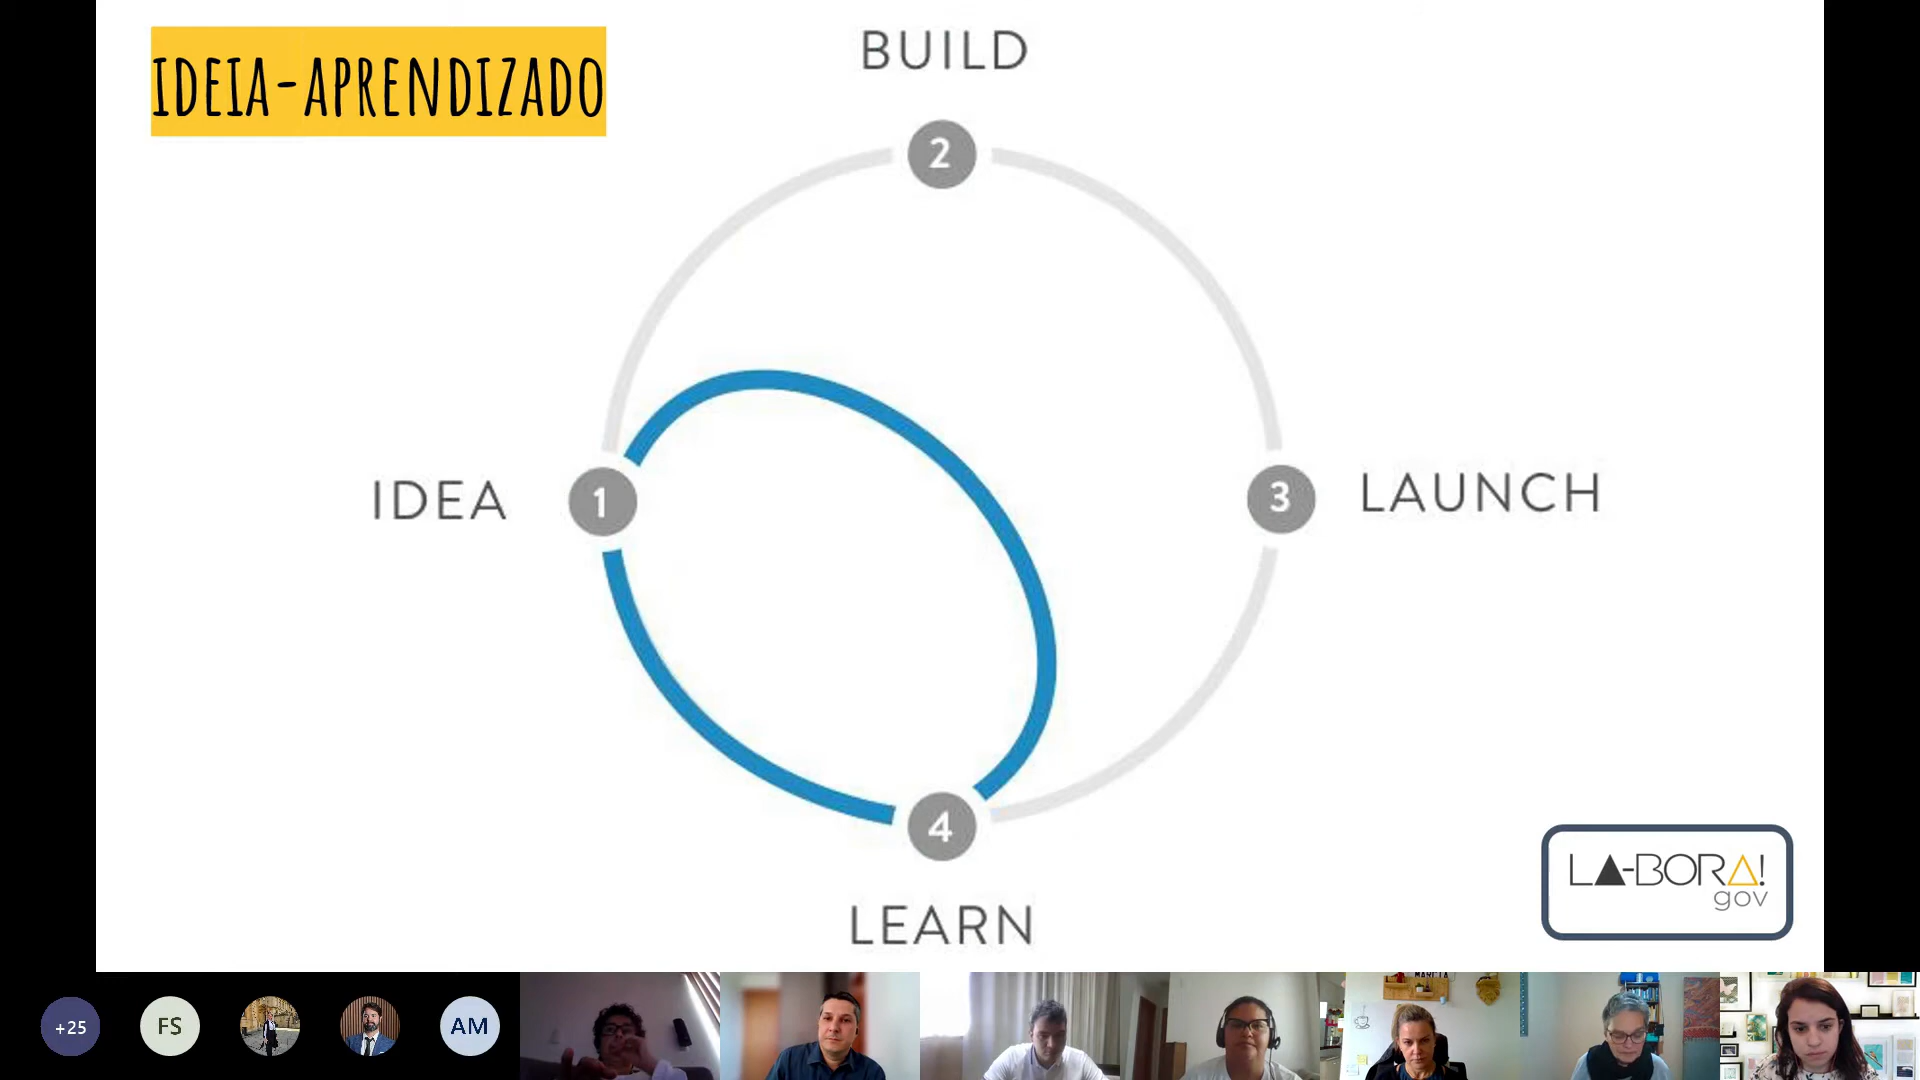 IDEIA-APRENDIZADO
BUILD
2
IDEA
1
3
LAUNCH
4
LEARN
LA-BORA!
gov
+25
FS
AM